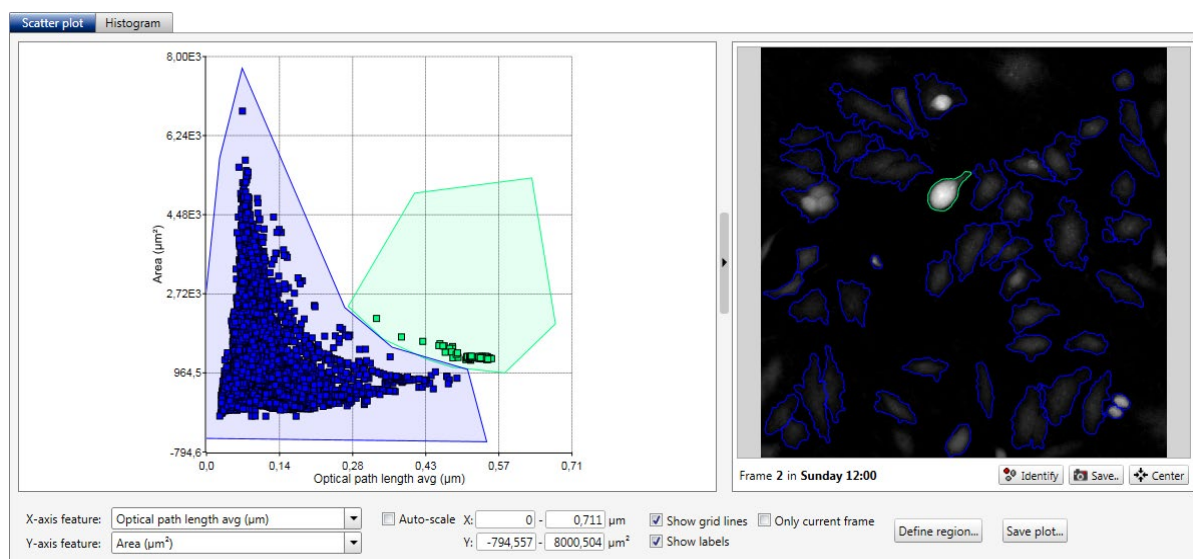 Scatter plot Histogram
8,00E3
6,24E3
4,48E3
2,72E3
964,5
-794,6
Area (µm²)
0,0 0,14 0,28 0,43 0,57 0,71
Optical path length avg (µm)
Frame 2 in Sunday 12:00 Identify Save.. Center
X-axis feature: Optical path length avg (µm) Auto-scale X: 0 - 0,711 µm Show grid lines Only current frame
Y-axis feature: Area (µm²) Y: -794,557 - 8000,504 µm² Show labels
Define region... Save plot...